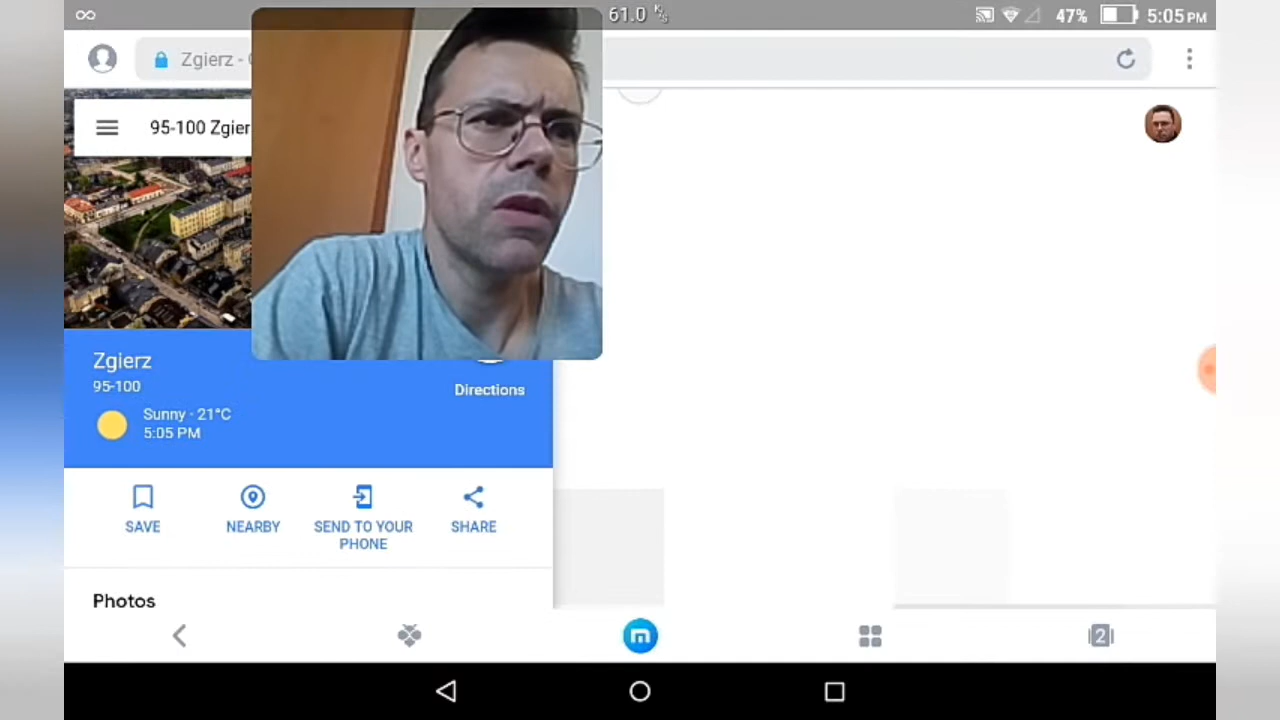 61.0 K/s
47%
5:05 PM
Zgierz -
95-100 Zgier
Zgierz
95-100
Directions
Sunny · 21°C
5:05 PM
SAVE
NEARBY
SEND TO YOUR
PHONE
SHARE
Photos
2